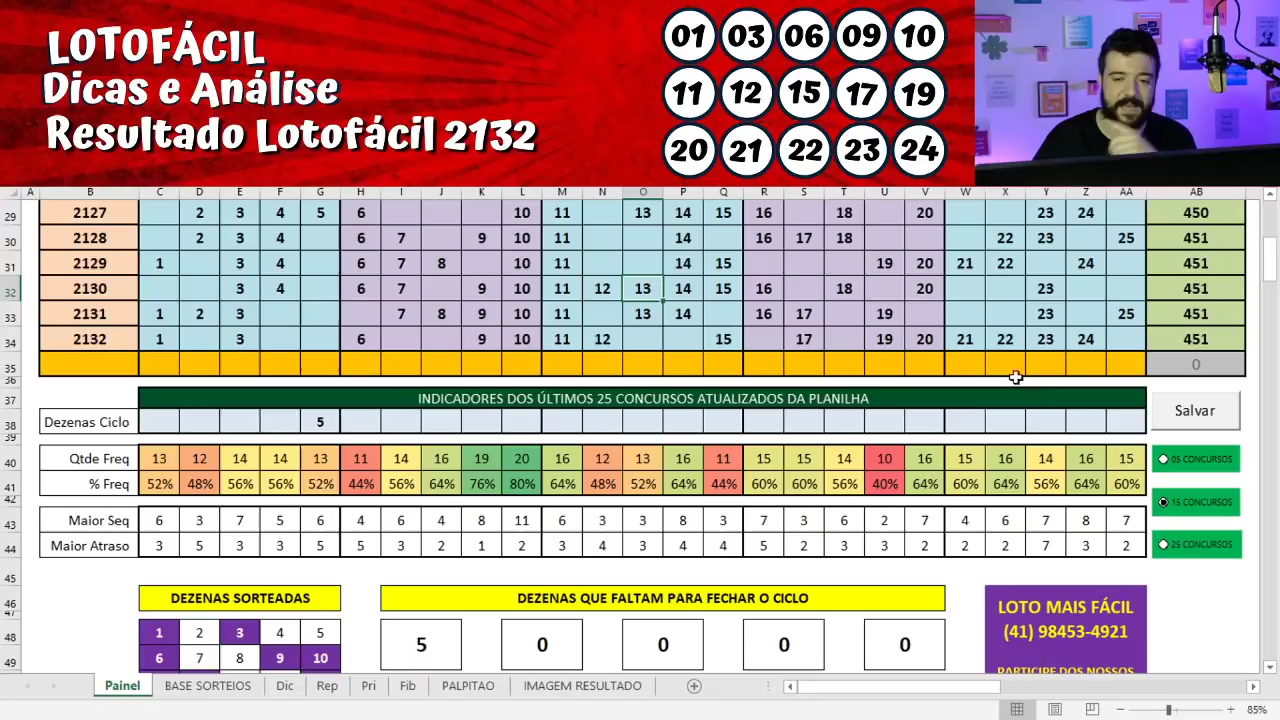 LOTOFÁCIL
Dicas e Análise
Resultado Lotofácil 2132
01 03 06 09 10
11 12 15 17 19
20 21 22 23 24
A B C D E F G H I J K L M N O P Q R S T U V W X Y Z AA AB
29 2127 2 3 4 5 6 10 11 13 14 15 16 18 20 23 24 450
30 2128 2 3 4 6 7 9 10 11 14 16 17 18 22 23 25 451
31 2129 1 3 4 6 7 8 10 11 14 15 19 20 21 22 24 451
32 2130 3 4 6 7 9 10 11 12 13 14 15 16 18 20 23 451
33 2131 1 2 3 7 8 9 10 11 13 14 16 17 19 23 25 451
34 2132 1 3 6 9 10 11 12 15 17 19 20 21 22 23 24 451
35 0
36
37 INDICADORES DOS ÚLTIMOS 25 CONCURSOS ATUALIZADOS DA PLANILHA
Salvar
38 Dezenas Ciclo 5
39
40 Qtde Freq 13 12 14 14 13 11 14 16 19 20 16 12 13 16 11 15 15 14 10 16 15 16 14 16 15 05 CONCURSOS
41 % Freq 52% 48% 56% 56% 52% 44% 56% 64% 76% 80% 64% 48% 52% 64% 44% 60% 60% 56% 40% 64% 60% 64% 56% 64% 60%
42
15 CONCURSOS
43 Maior Seq 6 3 7 5 6 4 6 4 8 11 6 3 3 8 3 7 3 6 2 7 4 6 7 8 7
44 Maior Atraso 3 5 3 3 5 5 3 2 1 2 3 4 3 4 4 5 2 3 3 2 2 2 7 3 2 25 CONCURSOS
45
46 DEZENAS SORTEADAS DEZENAS QUE FALTAM PARA FECHAR O CICLO
47
LOTO MAIS FÁCIL
(41) 98453-4921
48 1 2 3 4 5
5 0 0 0 0
49 6 7 8 9 10
PARTICIPE DOS NOSSOS
Painel BASE SORTEIOS Dic Rep Pri Fib PALPITAO IMAGEM RESULTADO
85%